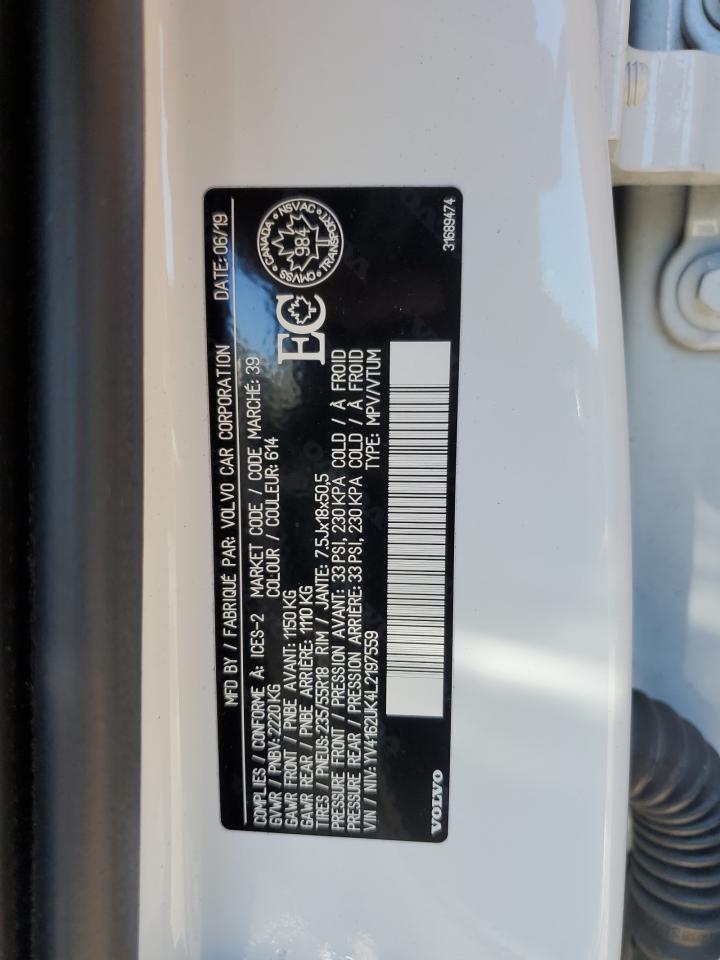 MFD BY / FABRIQUÉ PAR: VOLVO CAR CORPORATION DATE: 06/19
COMPLIES / CONFORME A: ICES-2 MARKET CODE / CODE MARCHÉ: 39
GVWR / PNBV: 2220 KG COLOUR / COULEUR: 614
GAWR FRONT / PNBE AVANT: 1150 KG
GAWR REAR / PNBE ARRIÈRE: 1110 KG
TIRES / PNEUS: 235/55R18 RIM / JANTE: 7.5Jx18x50,5
PRESSURE FRONT / PRESSION AVANT: 33 PSI, 230 KPA COLD / À FROID
PRESSURE REAR / PRESSION ARRIÈRE: 33 PSI, 230 KPA COLD / À FROID
VIN / NIV: YV4162UK4L2197559 TYPE: MPV/VTUM
EC
CANADA • NSVAC • TRANSPORT • CMVSS
984
VOLVO
31689474